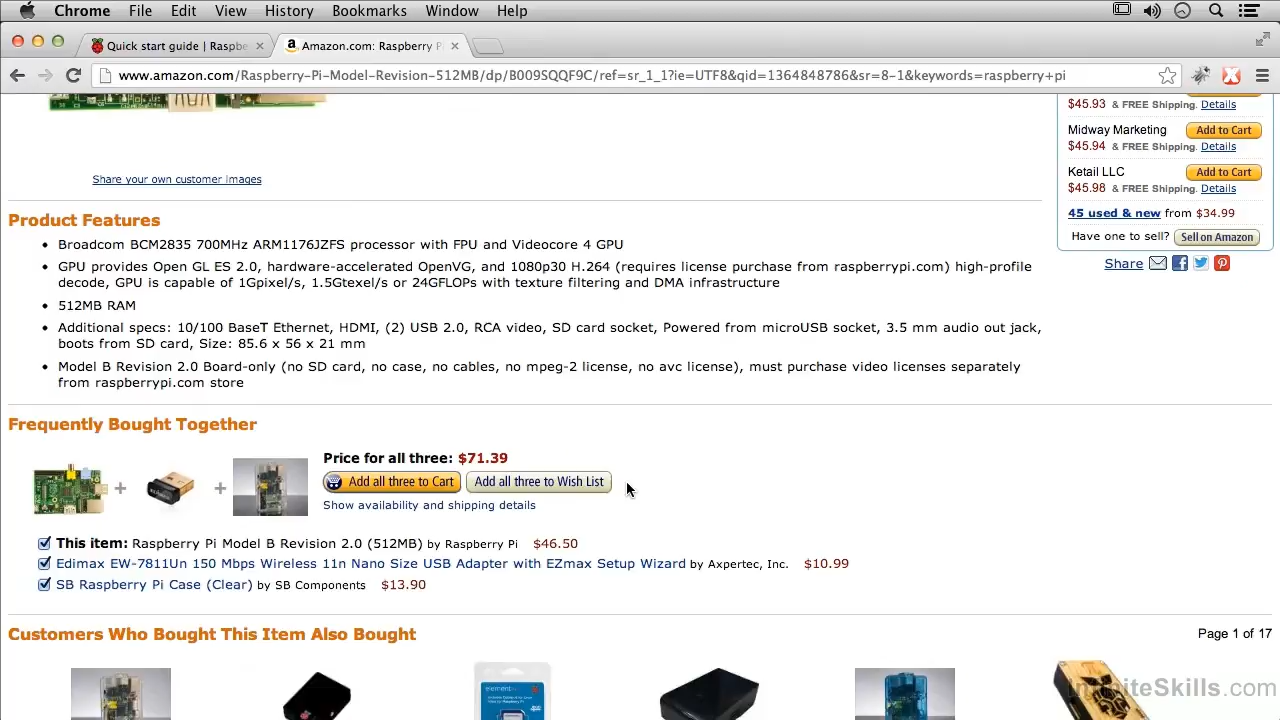 Chrome File Edit View History Bookmarks Window Help
Quick start guide | Raspbe
Amazon.com: Raspberry P
www.amazon.com/Raspberry-Pi-Model-Revision-512MB/dp/B009SQQF9C/ref=sr_1_1?ie=UTF8&qid=1364848786&sr=8-1&keywords=raspberry+pi
$45.93 & FREE Shipping. Details
Midway Marketing Add to Cart
$45.94 & FREE Shipping. Details
Ketail LLC Add to Cart
$45.98 & FREE Shipping. Details
45 used & new from $34.99
Have one to sell? Sell on Amazon
Share
Share your own customer images
Product Features
Broadcom BCM2835 700MHz ARM1176JZFS processor with FPU and Videocore 4 GPU
GPU provides Open GL ES 2.0, hardware-accelerated OpenVG, and 1080p30 H.264 (requires license purchase from raspberrypi.com) high-profile
decode, GPU is capable of 1Gpixel/s, 1.5Gtexel/s or 24GFLOPs with texture filtering and DMA infrastructure
512MB RAM
Additional specs: 10/100 BaseT Ethernet, HDMI, (2) USB 2.0, RCA video, SD card socket, Powered from microUSB socket, 3.5 mm audio out jack,
boots from SD card, Size: 85.6 x 56 x 21 mm
Model B Revision 2.0 Board-only (no SD card, no case, no cables, no mpeg-2 license, no avc license), must purchase video licenses separately
from raspberrypi.com store
Frequently Bought Together
Price for all three: $71.39
Add all three to Cart Add all three to Wish List
Show availability and shipping details
This item: Raspberry Pi Model B Revision 2.0 (512MB) by Raspberry Pi $46.50
Edimax EW-7811Un 150 Mbps Wireless 11n Nano Size USB Adapter with EZmax Setup Wizard by Axpertec, Inc. $10.99
SB Raspberry Pi Case (Clear) by SB Components $13.90
Customers Who Bought This Item Also Bought
Page 1 of 17
element
InfiniteSkills.com